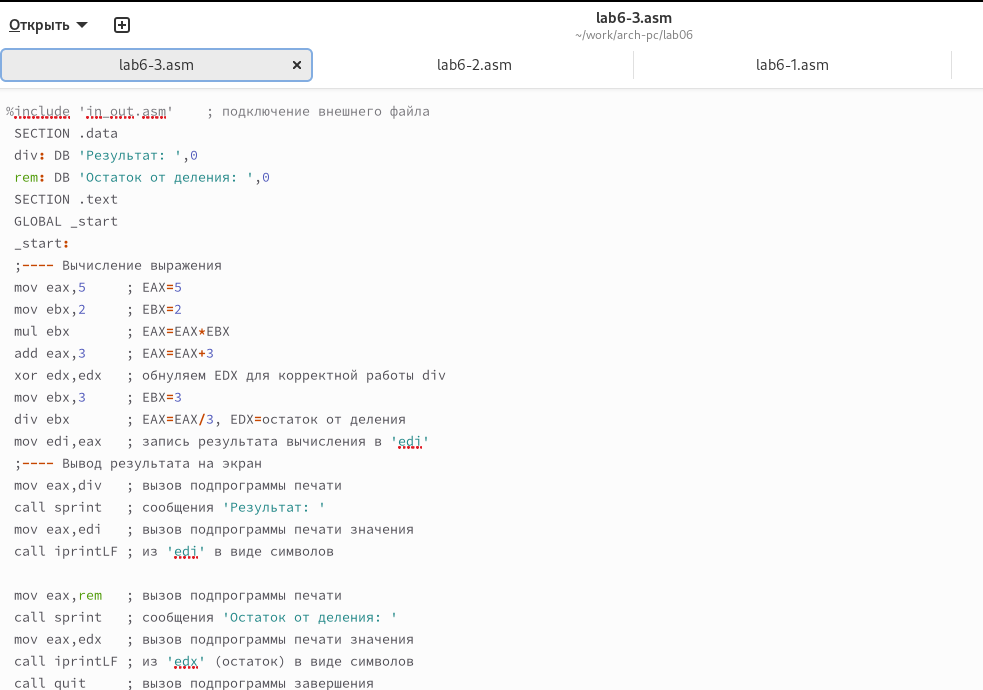 Открыть
lab6-3.asm
~/work/arch-pc/lab06
lab6-3.asm × lab6-2.asm lab6-1.asm
%include 'in_out.asm' ; подключение внешнего файла
SECTION .data
div: DB 'Результат: ',0
rem: DB 'Остаток от деления: ',0
SECTION .text
GLOBAL _start
_start:
;---- Вычисление выражения
mov eax,5 ; EAX=5
mov ebx,2 ; EBX=2
mul ebx ; EAX=EAX*EBX
add eax,3 ; EAX=EAX+3
xor edx,edx ; обнуляем EDX для корректной работы div
mov ebx,3 ; EBX=3
div ebx ; EAX=EAX/3, EDX=остаток от деления
mov edi,eax ; запись результата вычисления в 'edi'
;---- Вывод результата на экран
mov eax,div ; вызов подпрограммы печати
call sprint ; сообщения 'Результат: '
mov eax,edi ; вызов подпрограммы печати значения
call iprintLF ; из 'edi' в виде символов
mov eax,rem ; вызов подпрограммы печати
call sprint ; сообщения 'Остаток от деления: '
mov eax,edx ; вызов подпрограммы печати значения
call iprintLF ; из 'edx' (остаток) в виде символов
call quit ; вызов подпрограммы завершения